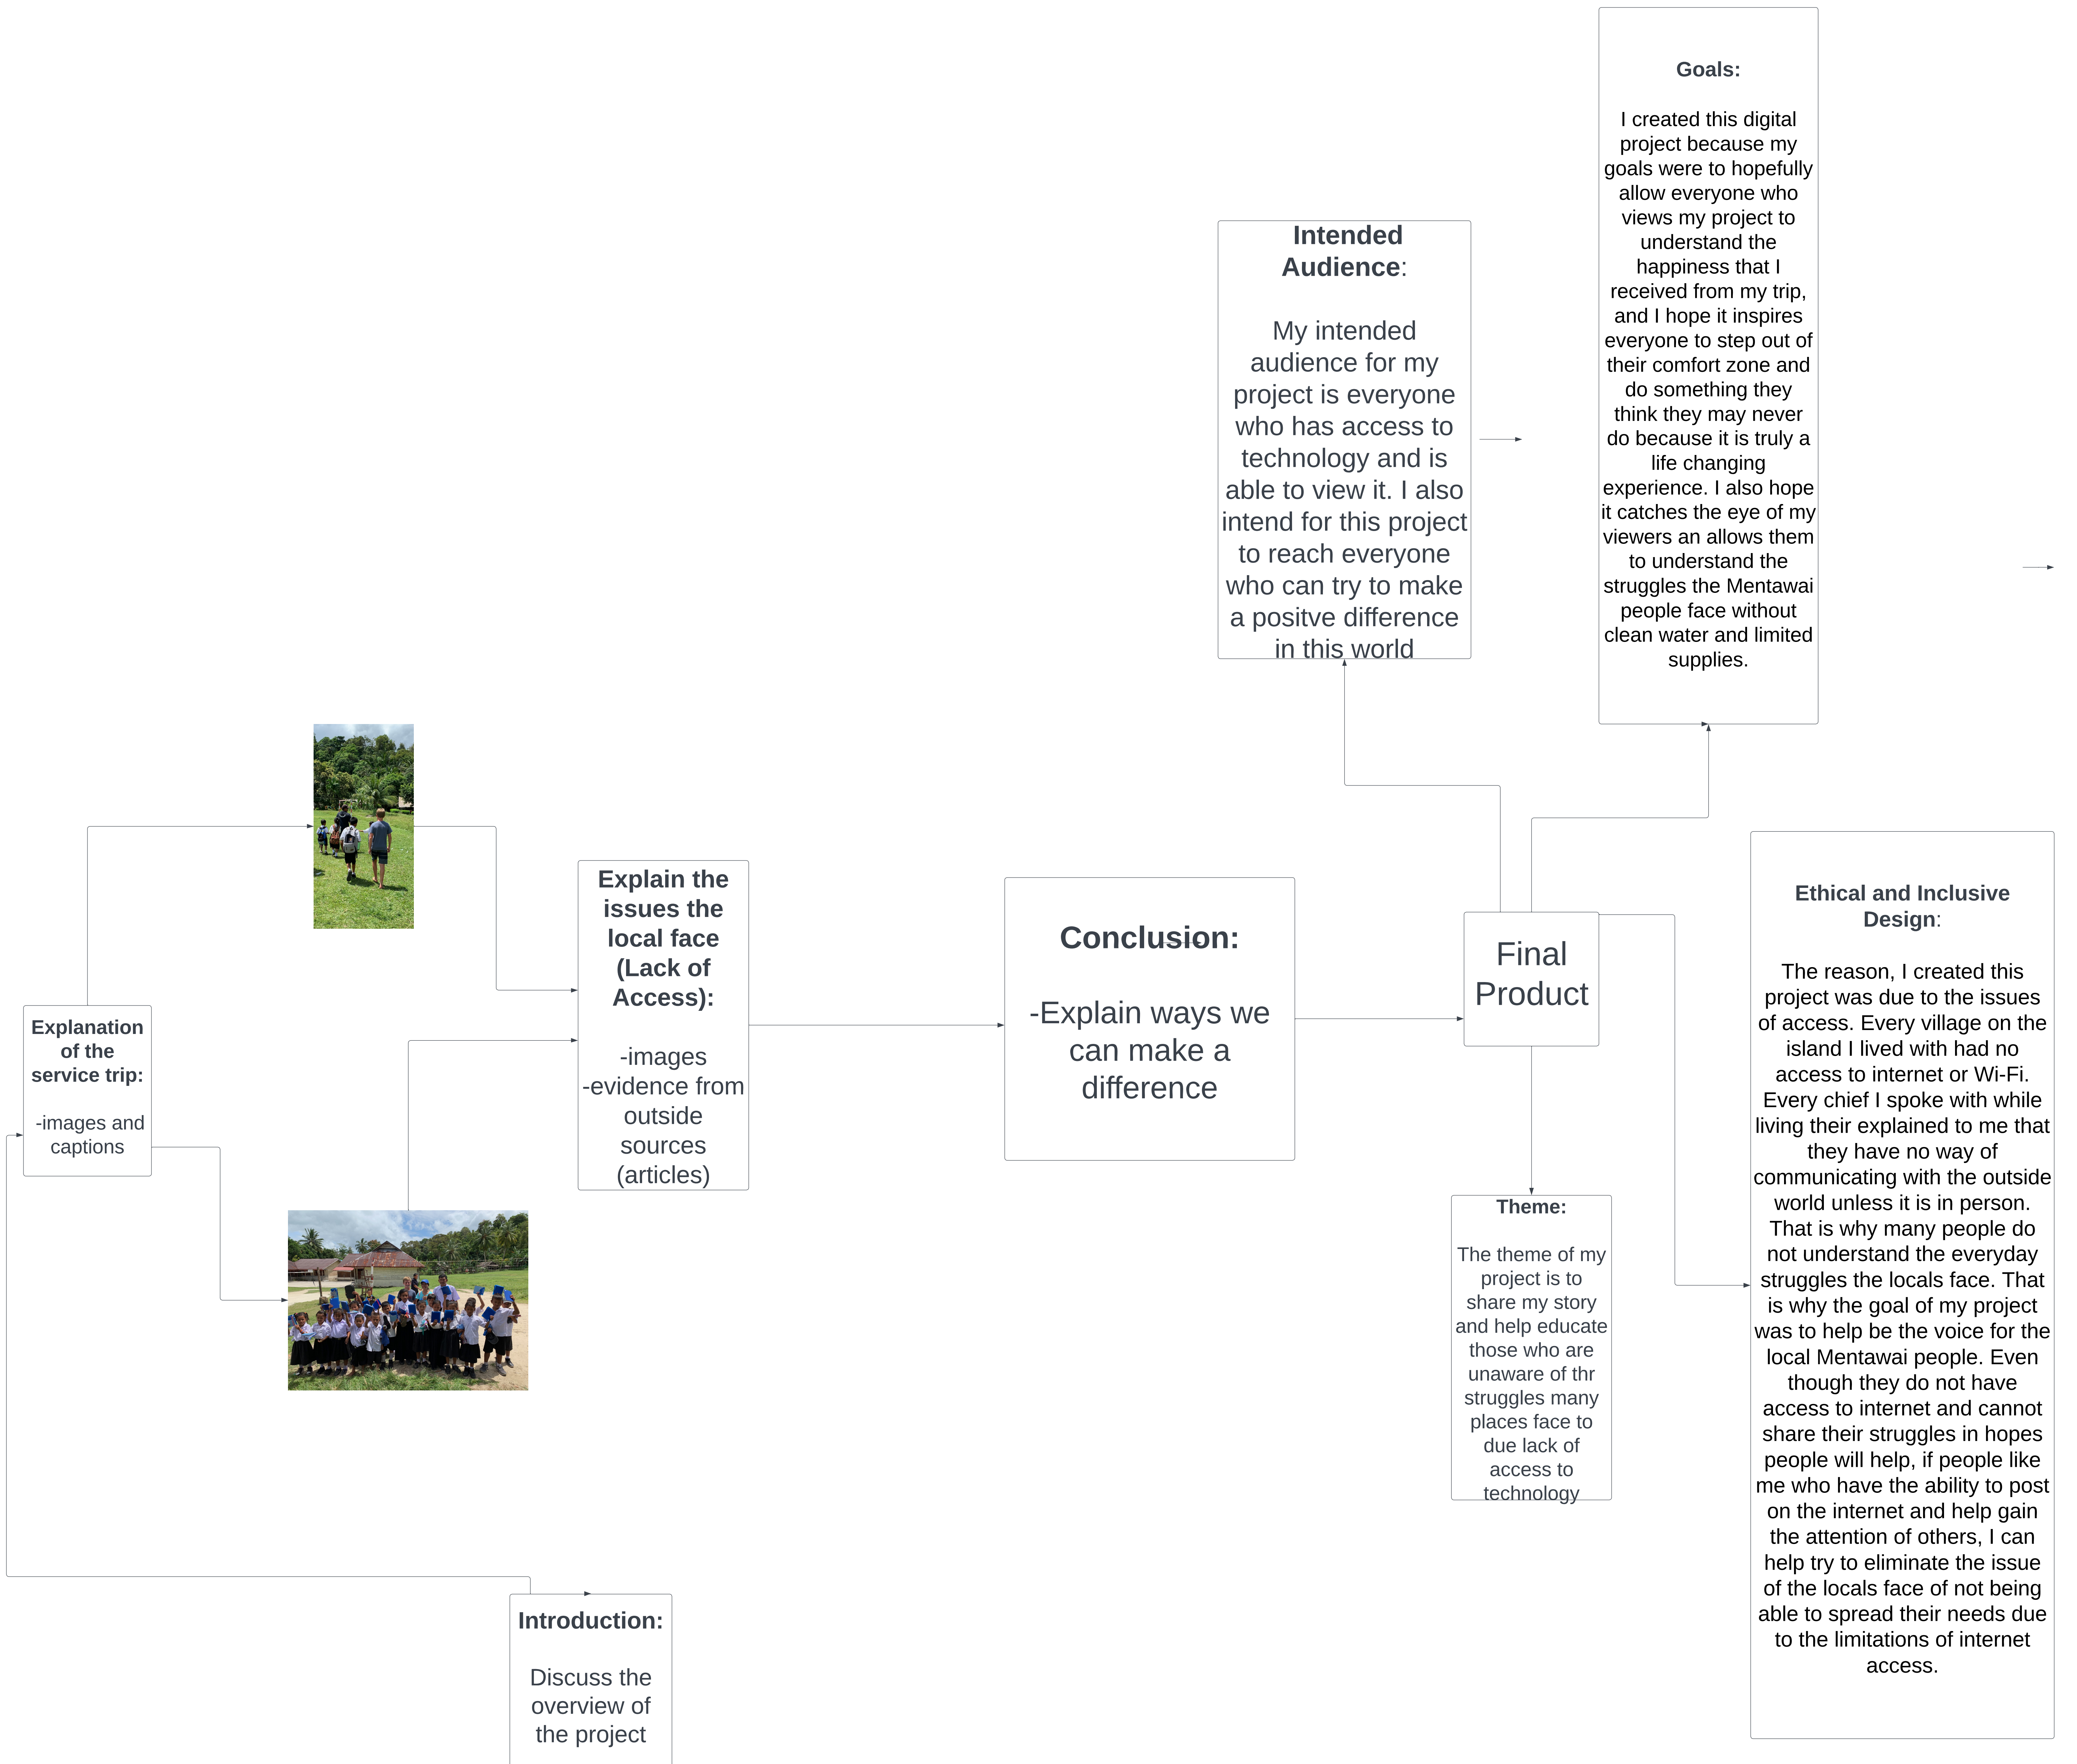 Goals:
I created this digital
project because my
goals were to hopefully
allow everyone who
views my project to
understand the
happiness that I
received from my trip,
and I hope it inspires
everyone to step out of
their comfort zone and
do something they
think they may never
do because it is truly a
life changing
experience. I also hope
it catches the eye of my
viewers an allows them
to understand the
struggles the Mentawai
people face without
clean water and limited
supplies.
Intended
Audience:
My intended
audience for my
project is everyone
who has access to
technology and is
able to view it. I also
intend for this project
to reach everyone
who can try to make
a positve difference
in this world
Explain the
issues the
local face
(Lack of
Access):
-images
-evidence from
outside
sources
(articles)
Conclusion:
-Explain ways we
can make a
difference
Final
Product
Ethical and Inclusive
Design:
The reason, I created this
project was due to the issues
of access. Every village on the
island I lived with had no
access to internet or Wi-Fi.
Every chief I spoke with while
living their explained to me that
they have no way of
communicating with the outside
world unless it is in person.
That is why many people do
not understand the everyday
struggles the locals face. That
is why the goal of my project
was to help be the voice for the
local Mentawai people. Even
though they do not have
access to internet and cannot
share their struggles in hopes
people will help, if people like
me who have the ability to post
on the internet and help gain
the attention of others, I can
help try to eliminate the issue
of the locals face of not being
able to spread their needs due
to the limitations of internet
access.
Explanation
of the
service trip:
-images and
captions
Theme:
The theme of my
project is to
share my story
and help educate
those who are
unaware of thr
struggles many
places face to
due lack of
access to
technology
Introduction:
Discuss the
overview of
the project